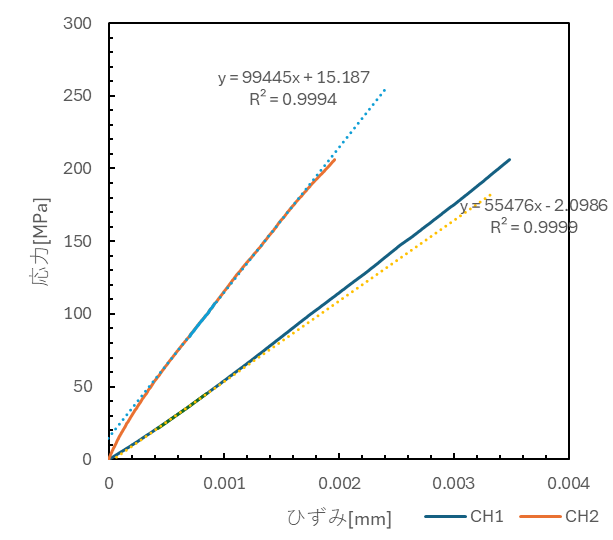 300
250
200
150
100
50
0
応力[MPa]
y = 99445x + 15.187
R² = 0.9994
y = 55476x - 2.0986
R² = 0.9999
0 0.001 0.002 0.003 0.004
ひずみ[mm]
CH1 CH2